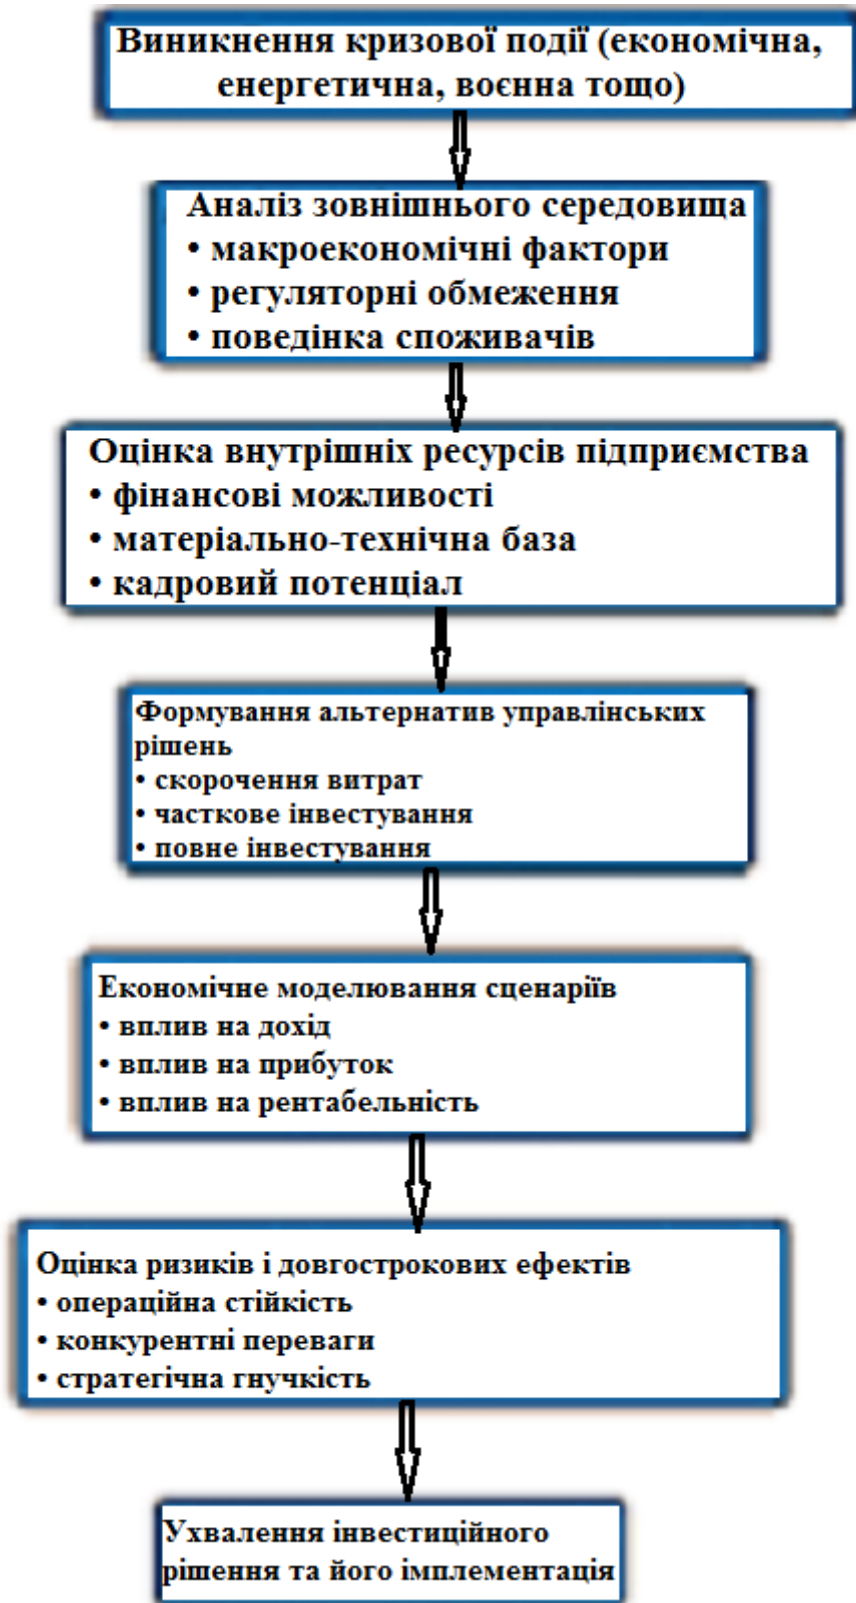 Виникнення кризової події (економічна,
енергетична, воєнна тощо)
Аналіз зовнішнього середовища
• макроекономічні фактори
• регуляторні обмеження
• поведінка споживачів
Оцінка внутрішніх ресурсів підприємства
• фінансові можливості
• матеріально-технічна база
• кадровий потенціал
Формування альтернатив управлінських
рішень
• скорочення витрат
• часткове інвестування
• повне інвестування
Економічне моделювання сценаріїв
• вплив на дохід
• вплив на прибуток
• вплив на рентабельність
Оцінка ризиків і довгострокових ефектів
• операційна стійкість
• конкурентні переваги
• стратегічна гнучкість
Ухвалення інвестиційного
рішення та його імплементація